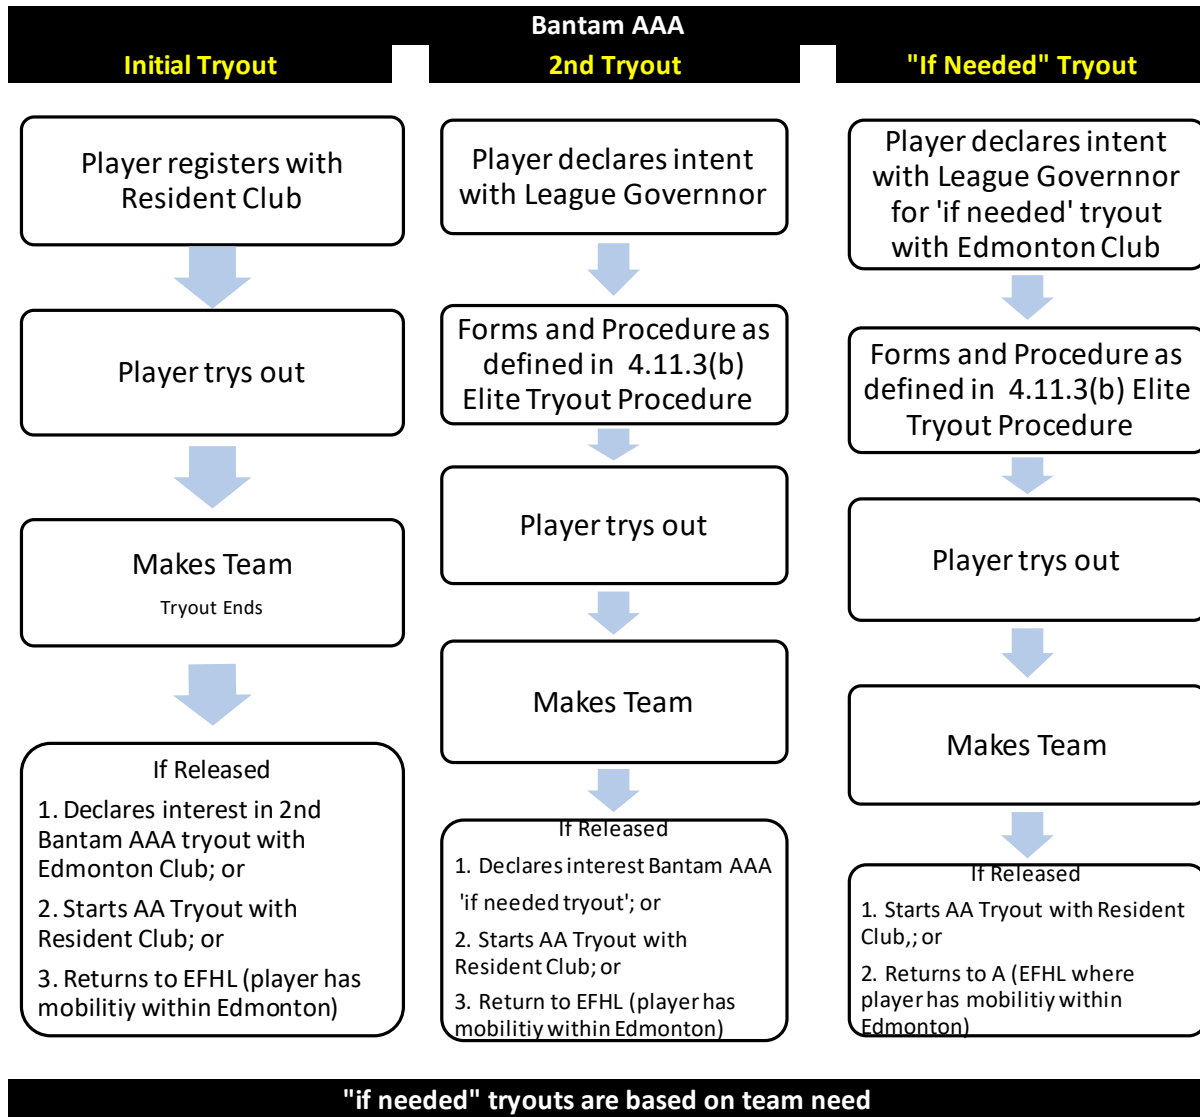 Bantam AAA
Initial Tryout
Player registers with
Resident Club
Player trys out
Makes Team
Tryout Ends
If Released
1. Declares interest in 2nd
Bantam AAA tryout with
Edmonton Club; or
2. Starts AA Tryout with
Resident Club; or
3. Returns to EFHL (player has
mobilitiy within Edmonton)
2nd Tryout
Player declares intent
with League Governnor
Forms and Procedure as
defined in 4.11.3(b)
Elite Tryout Procedure
Player trys out
Makes Team
If Released
1. Declares interest Bantam AAA
'if needed tryout'; or
2. Starts AA Tryout with
Resident Club; or
3. Return to EFHL (player has
mobilitiy within Edmonton)
"If Needed" Tryout
Player declares intent
with League Governnor
for 'if needed' tryout
with Edmonton Club
Forms and Procedure as
defined in 4.11.3(b) Elite
Tryout Procedure
Player trys out
Makes Team
If Released
1. Starts AA Tryout with Resident
Club,; or
2. Returns to A (EFHL where
player has mobilitiy within
Edmonton)
"if needed" tryouts are based on team need